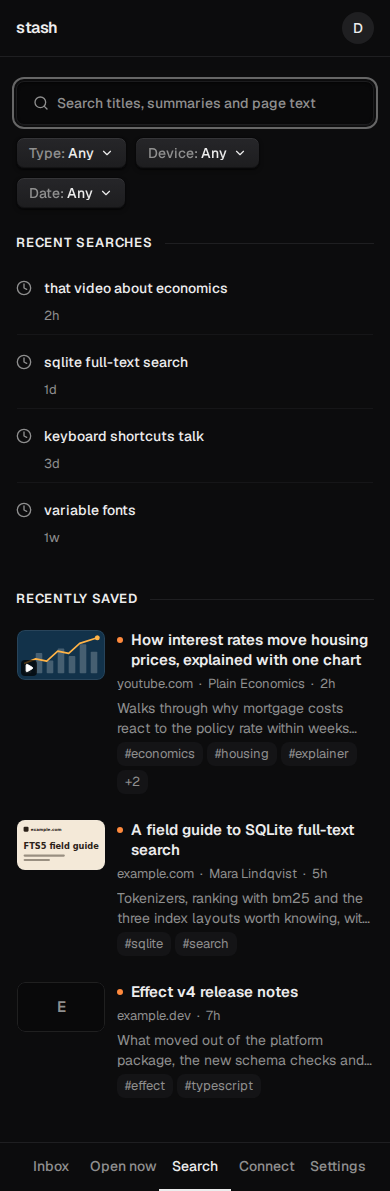 stash
D
Search titles, summaries and page text
Type: Any
Device: Any
Date: Any
RECENT SEARCHES
that video about economics
2h
sqlite full-text search
1d
keyboard shortcuts talk
3d
variable fonts
1w
RECENTLY SAVED
How interest rates move housing
prices, explained with one chart
youtube.com · Plain Economics · 2h
Walks through why mortgage costs
react to the policy rate within weeks…
#economics #housing #explainer
+2
example.com
FTS5 field guide
A field guide to SQLite full-text
search
example.com · Mara Lindqvist · 5h
Tokenizers, ranking with bm25 and the
three index layouts worth knowing, wit…
#sqlite #search
E
Effect v4 release notes
example.dev · 7h
What moved out of the platform
package, the new schema checks and…
#effect #typescript
Inbox Open now Search Connect Settings